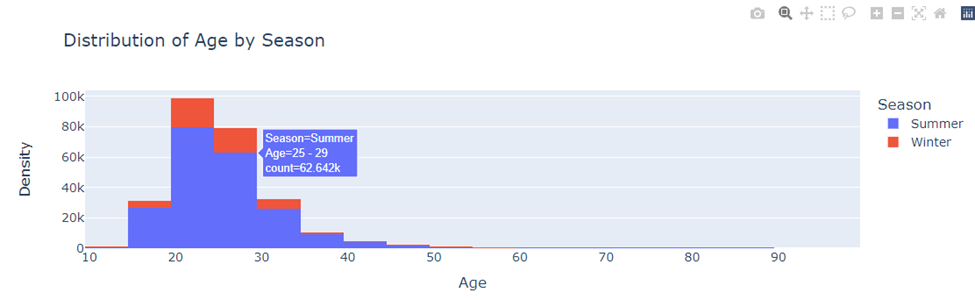 Distribution of Age by Season
100k
80k
60k
40k
20k
0
Density
Season=Summer
Age=25 - 29
count=62.642k
10 20 30 40 50 60 70 80 90
Age
Season
Summer
Winter